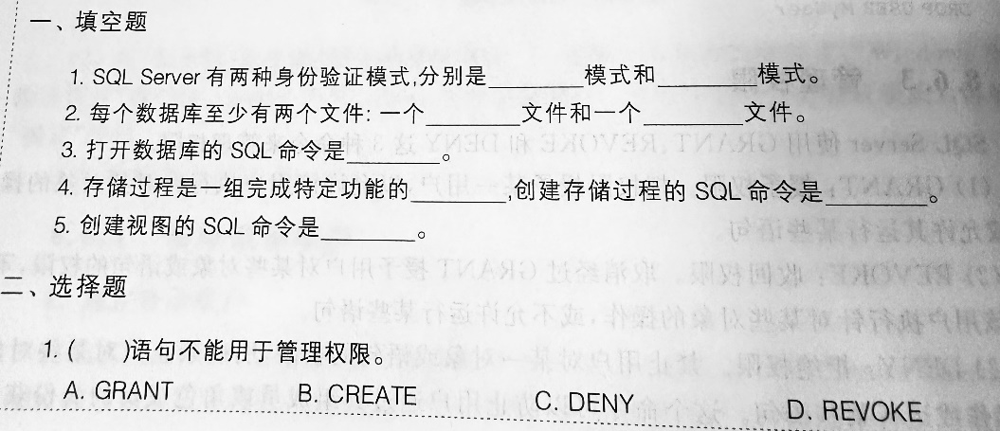 一、填空题
1. SQL Server 有两种身份验证模式,分别是________模式和________模式。
2. 每个数据库至少有两个文件: 一个________文件和一个________文件。
3. 打开数据库的 SQL 命令是________。
4. 存储过程是一组完成特定功能的________,创建存储过程的 SQL 命令是________。
5. 创建视图的 SQL 命令是________。
二、选择题
1. (  )语句不能用于管理权限。
A. GRANT B. CREATE C. DENY D. REVOKE